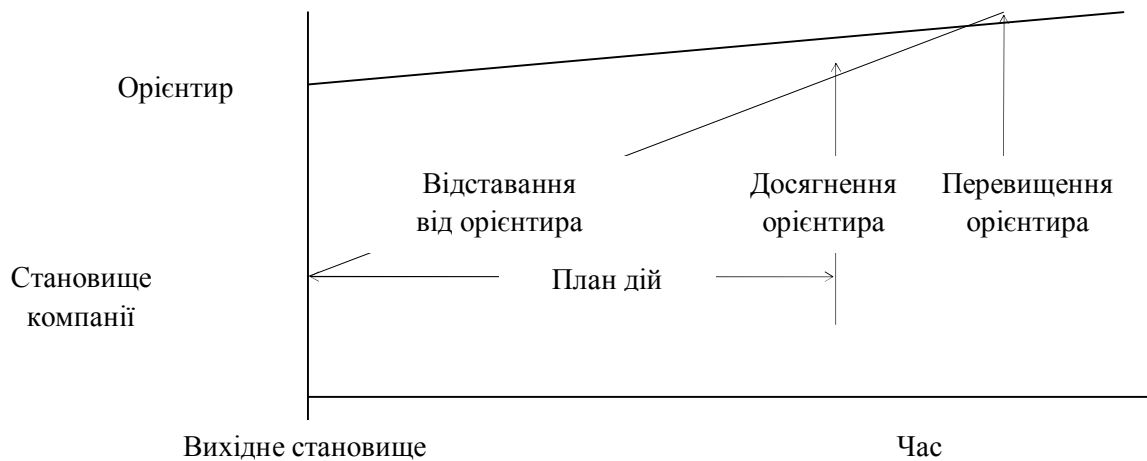 Орієнтир
Відставання
від орієнтира
Досягнення
орієнтира
Перевищення
орієнтира
Становище
компанії
План дій
Вихідне становище
Час